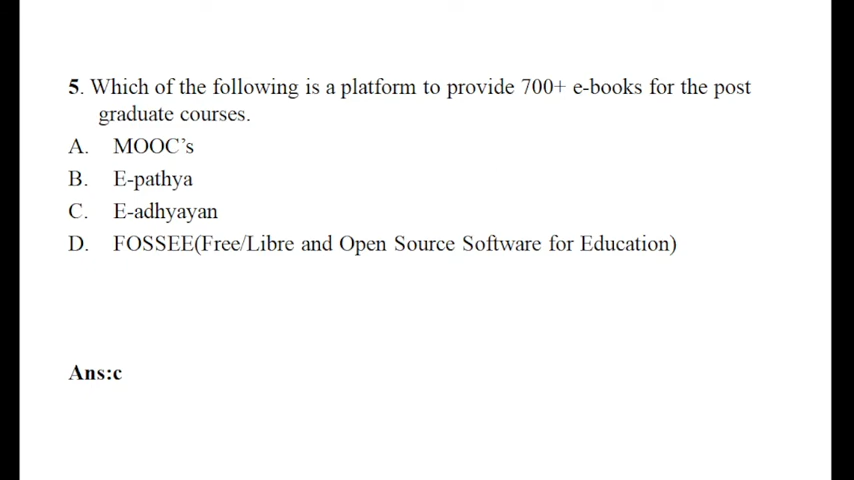 5. Which of the following is a platform to provide 700+ e-books for the post
graduate courses.
A. MOOC’s
B. E-pathya
C. E-adhyayan
D. FOSSEE(Free/Libre and Open Source Software for Education)
Ans:c